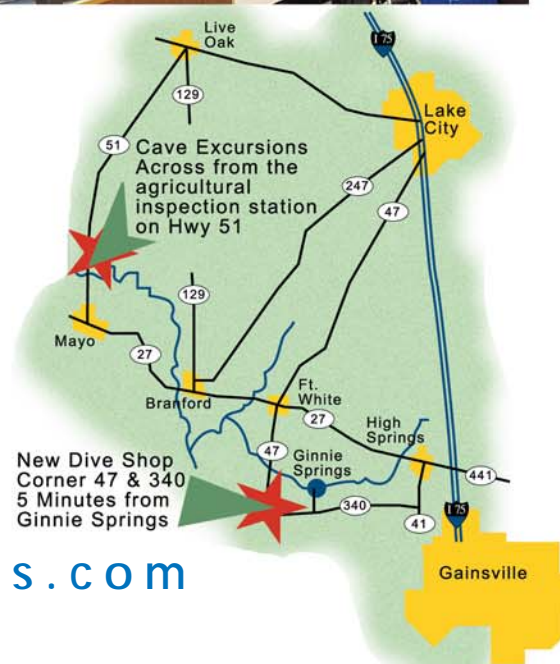 Live
Oak
I 75
129
Lake
City
51
Cave Excursions
Across from the
agricultural
inspection station
on Hwy 51
247
47
129
Mayo
27
Branford
Ft.
White
27
High
Springs
47
Ginnie
Springs
441
New Dive Shop
Corner 47 & 340
5 Minutes from
Ginnie Springs
340
41
I 75
s.com
Gainsville